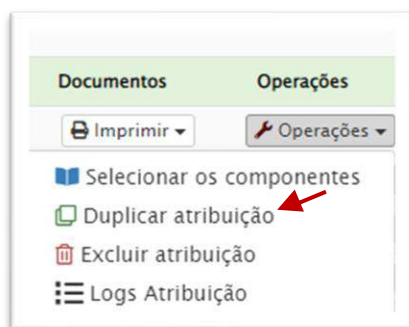 Documentos Operações
Imprimir Operações
Selecionar os componentes
Duplicar atribuição
Excluir atribuição
Logs Atribuição